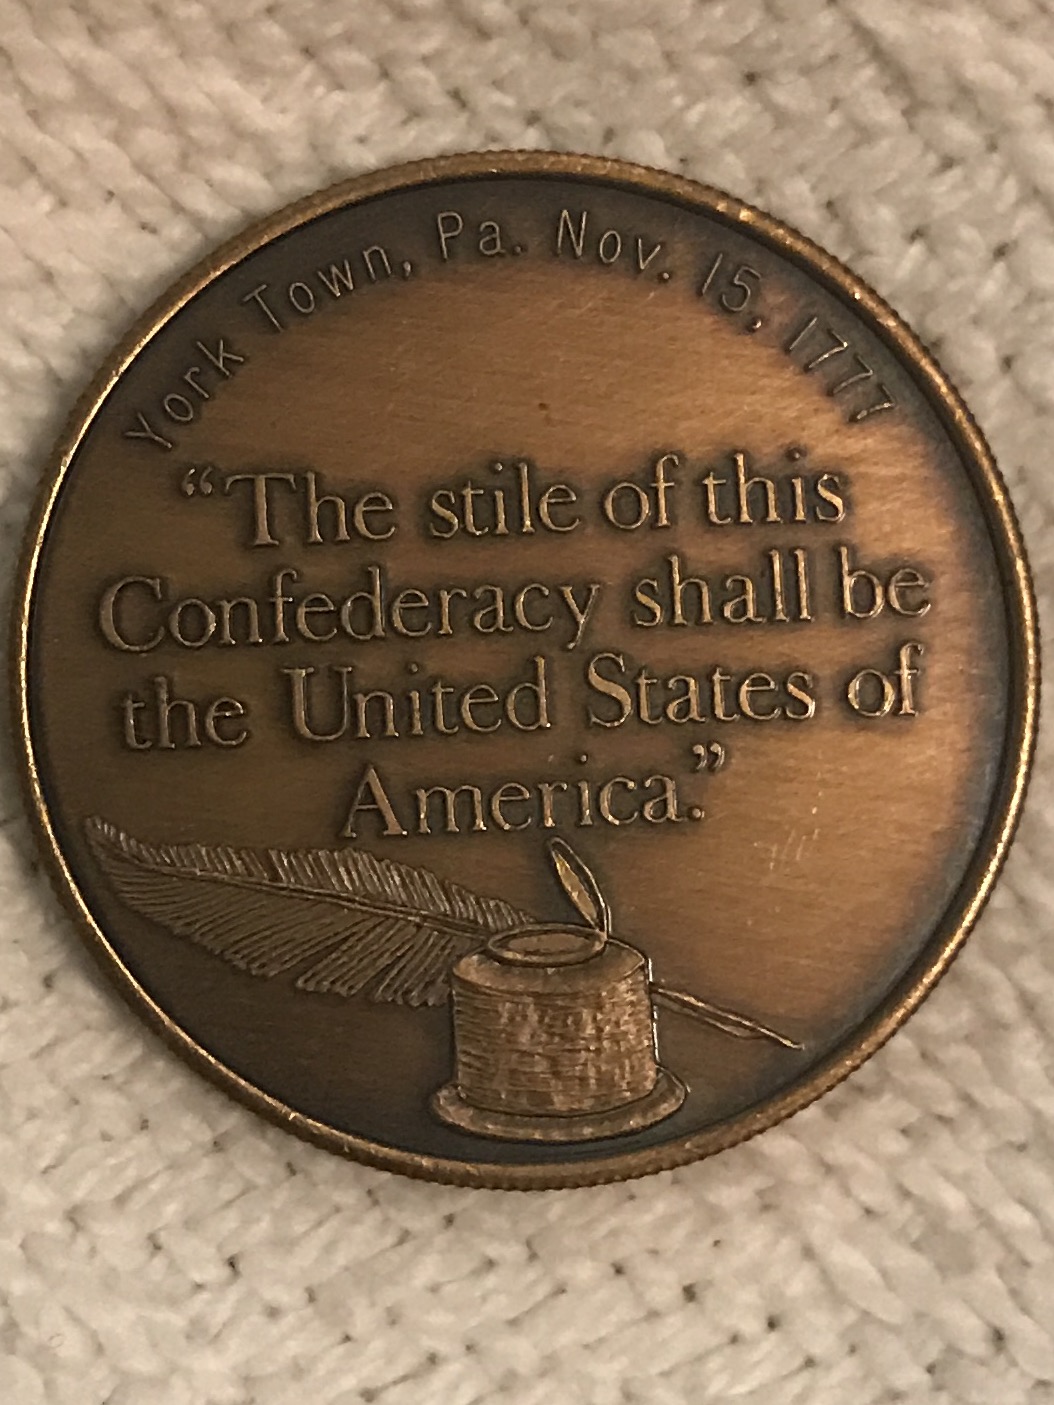 York Town, Pa. Nov. 15, 1777
“The stile of this
Confederacy shall be
the United States of
America.”